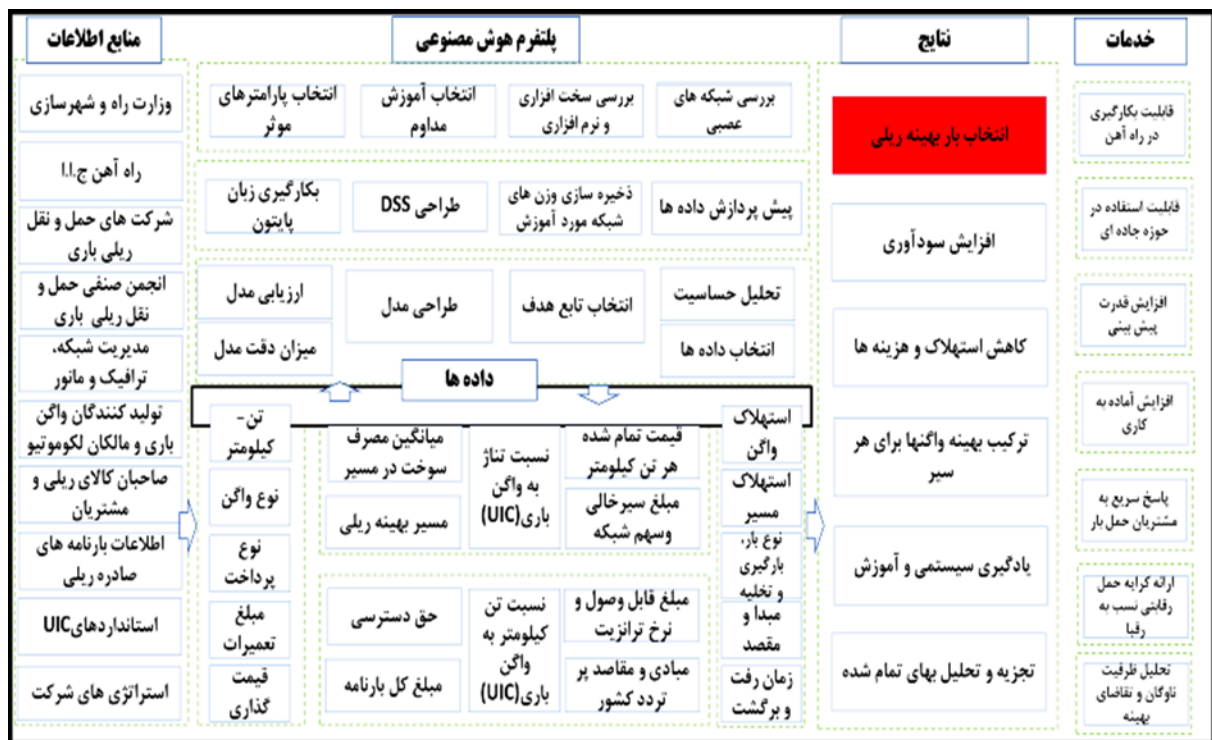 منابع اطلاعات
وزارت راه و شهرسازی
راه آهن ج.ا.ا
شرکت های حمل و نقل
ریلی باری
انجمن صنفی حمل و
نقل ریلی باری
مدیریت شبکه،
ترافیک و مانور
تولید کنندگان واگن
باری و مالکان لکوموتیو
صاحبان کالای ریلی و
مشتریان
اطلاعات بارنامه های
صادره ریلی
استانداردهایUIC
استراتژی های شرکت
پلتفرم هوش مصنوعی
انتخاب پارامترهای
موثر
انتخاب آموزش
مداوم
بررسی سخت افزاری
و نرم افزاری
بررسی شبکه های
عصبی
بکارگیری زبان
پایتون
طراحی DSS
ذخیره سازی وزن های
شبکه مورد آموزش
پیش پردازش داده ها
ارزیابی مدل
میزان دقت مدل
طراحی مدل
انتخاب تابع هدف
تحلیل حساسیت
انتخاب داده ها
داده ها
تن-
کیلومتر
نوع واگن
نوع
پرداخت
مبلغ
تعمیرات
قیمت
گذاری
میانگین مصرف
سوخت در مسیر
مسیر بهینه ریلی
نسبت تناژ
به واگن
باری(UIC)
قیمت تمام شده
هر تن کیلومتر
مبلغ سیرخالی
وسهم شبکه
حق دسترسی
مبلغ کل بارنامه
نسبت تن
کیلومتر به
واگن
باری(UIC)
مبلغ قابل وصول و
نرخ ترانزیت
مبادی و مقاصد پر
تردد کشور
استهلاک
واگن
استهلاک
مسیر
نوع بار،
بارگیری
و تخلیه
مبدا و
مقصد
زمان رفت
و برگشت
نتایج
انتخاب بار بهینه ریلی
افزایش سودآوری
کاهش استهلاک و هزینه ها
ترکیب بهینه واگنها برای هر
سیر
یادگیری سیستمی و آموزش
تجزیه و تحلیل بهای تمام شده
خدمات
قابلیت بکارگیری
در راه آهن
قابلیت استفاده در
حوزه جاده ای
افزایش قدرت
پیش بینی
افزایش آماده به
کاری
پاسخ سریع به
مشتریان حمل بار
ارائه کرایه حمل
رقابتی نسب به
رقبا
تحلیل ظرفیت
ناوگان و تقاضای
بهینه